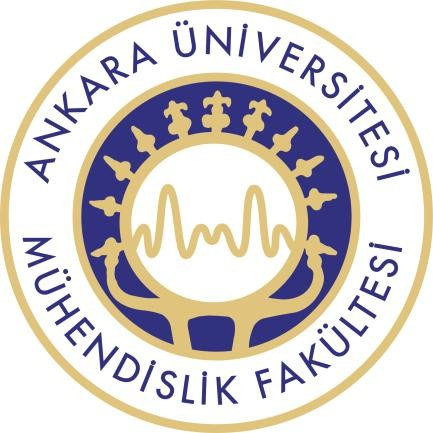 ANKARA ÜNİVERSİTESİ
MÜHENDİSLİK FAKÜLTESİ